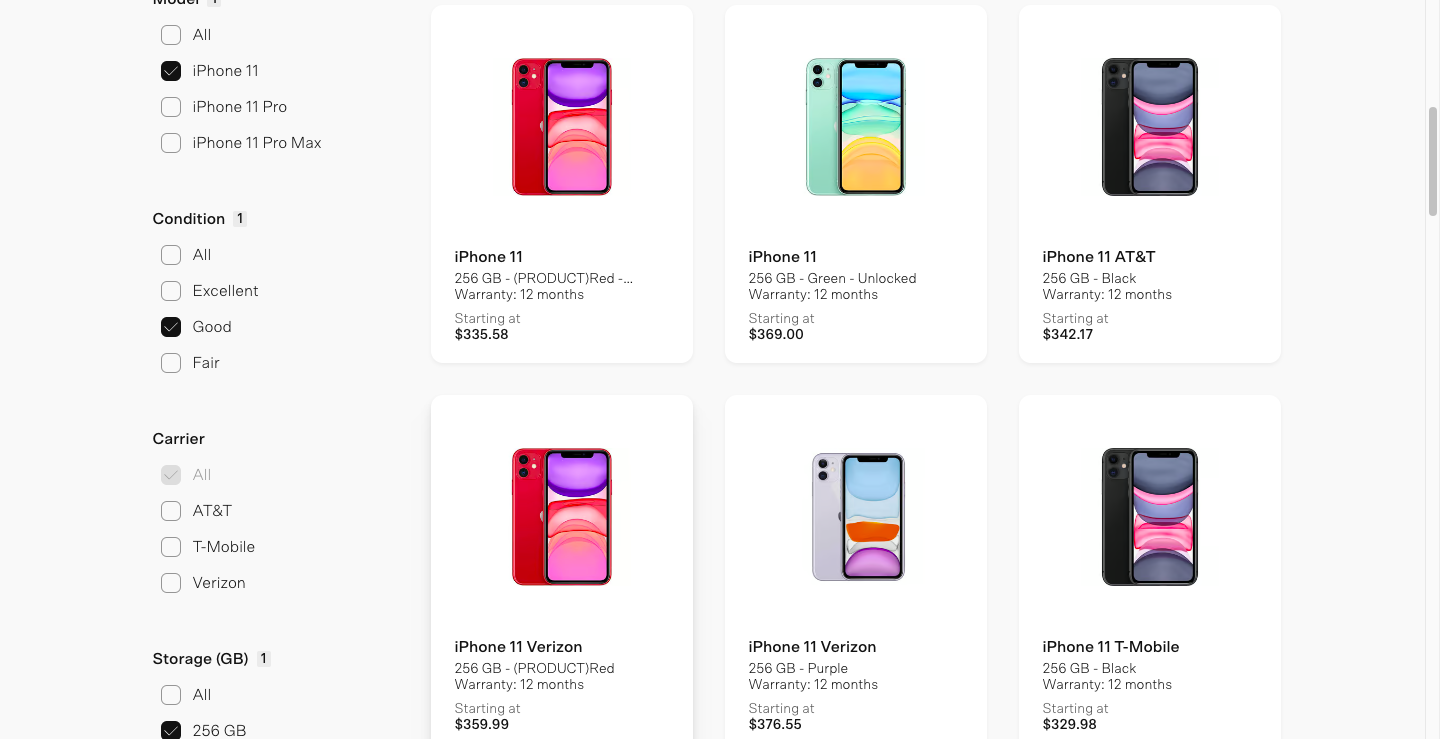 Model 1
All
iPhone 11
iPhone 11 Pro
iPhone 11 Pro Max
Condition 1
All
Excellent
Good
Fair
Carrier
All
AT&T
T-Mobile
Verizon
Storage (GB) 1
All
256 GB
iPhone 11
256 GB - (PRODUCT)Red -...
Warranty: 12 months
Starting at
$335.58
iPhone 11
256 GB - Green - Unlocked
Warranty: 12 months
Starting at
$369.00
iPhone 11 AT&T
256 GB - Black
Warranty: 12 months
Starting at
$342.17
iPhone 11 Verizon
256 GB - (PRODUCT)Red
Warranty: 12 months
Starting at
$359.99
iPhone 11 Verizon
256 GB - Purple
Warranty: 12 months
Starting at
$376.55
iPhone 11 T-Mobile
256 GB - Black
Warranty: 12 months
Starting at
$329.98